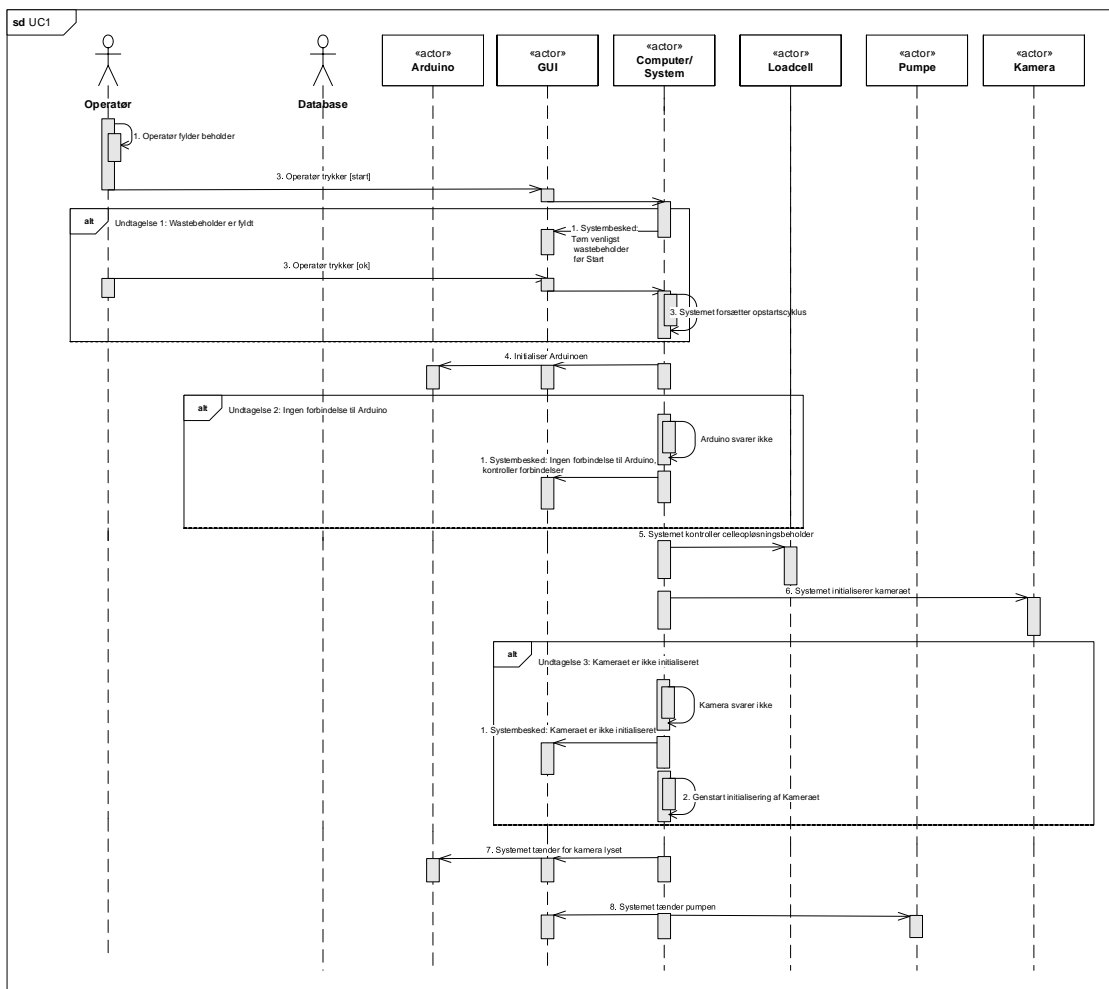 sd UC1
«actor»
Arduino
«actor»
GUI
«actor»
Computer/
System
«actor»
Loadcell
«actor»
Pumpe
«actor»
Kamera
Operatør
Database
1. Operatør fylder beholder
3. Operatør trykker [start]
alt
Undtagelse 1: Wastebeholder er fyldt
1. Systembesked:
Tøm venligst
wastebeholder
før Start
3. Operatør trykker [ok]
3. Systemet forsætter opstartscyklus
4. Initialiser Arduinoen
alt
Undtagelse 2: Ingen forbindelse til Arduino
Arduino svarer ikke
1. Systembesked: Ingen forbindelse til Arduino,
kontroller forbindelser
5. Systemet kontroller celleopløsningsbeholder
6. Systemet initialiserer kameraet
alt
Undtagelse 3: Kameraet er ikke initialiseret
Kamera svarer ikke
1. Systembesked: Kameraet er ikke initialiseret
2. Genstart initialisering af Kameraet
7. Systemet tænder for kamera lyset
8. Systemet tænder pumpen